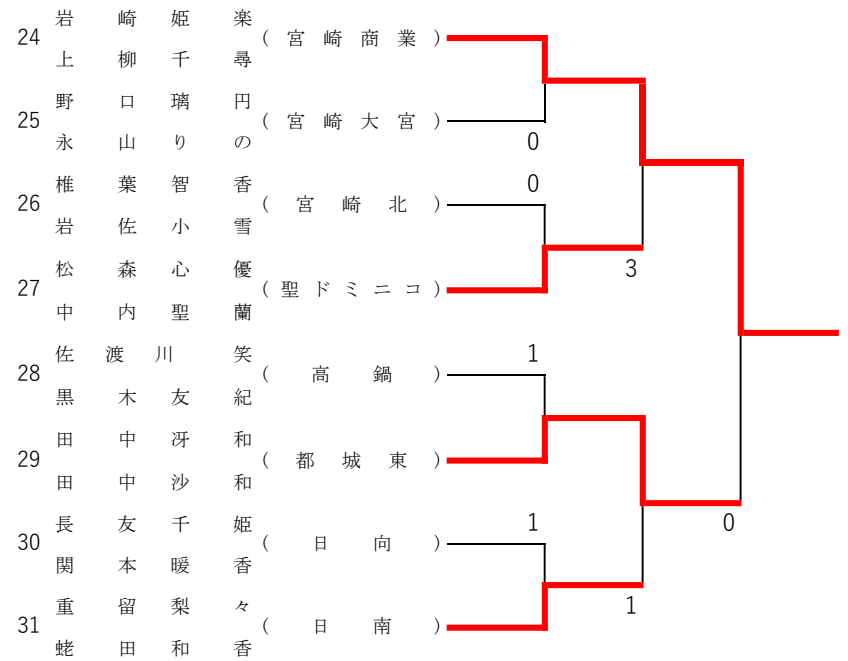 岩崎姫楽
24 (宮崎商業)
上柳千尋
野口璃円
25 (宮崎大宮)
永山りの 0
椎葉智香 0
26 (宮崎北)
岩佐小雪
松森心優 3
27 (聖ドミニコ)
中内聖蘭
佐渡川笑 1
28 (高鍋)
黒木友紀
田中冴和
29 (都城東)
田中沙和
長友千姫 1 0
30 (日向)
関本暖香
重留梨々 1
31 (日南)
蛯田和香